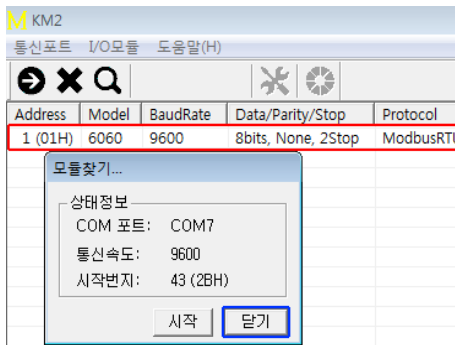 M KM2
통신포트 I/O모듈 도움말(H)
Address Model BaudRate Data/Parity/Stop Protocol
1 (01H) 6060 9600 8bits, None, 2Stop ModbusRTU
모듈찾기...
상태정보
COM 포트: COM7
통신속도: 9600
시작번지: 43 (2BH)
시작 닫기